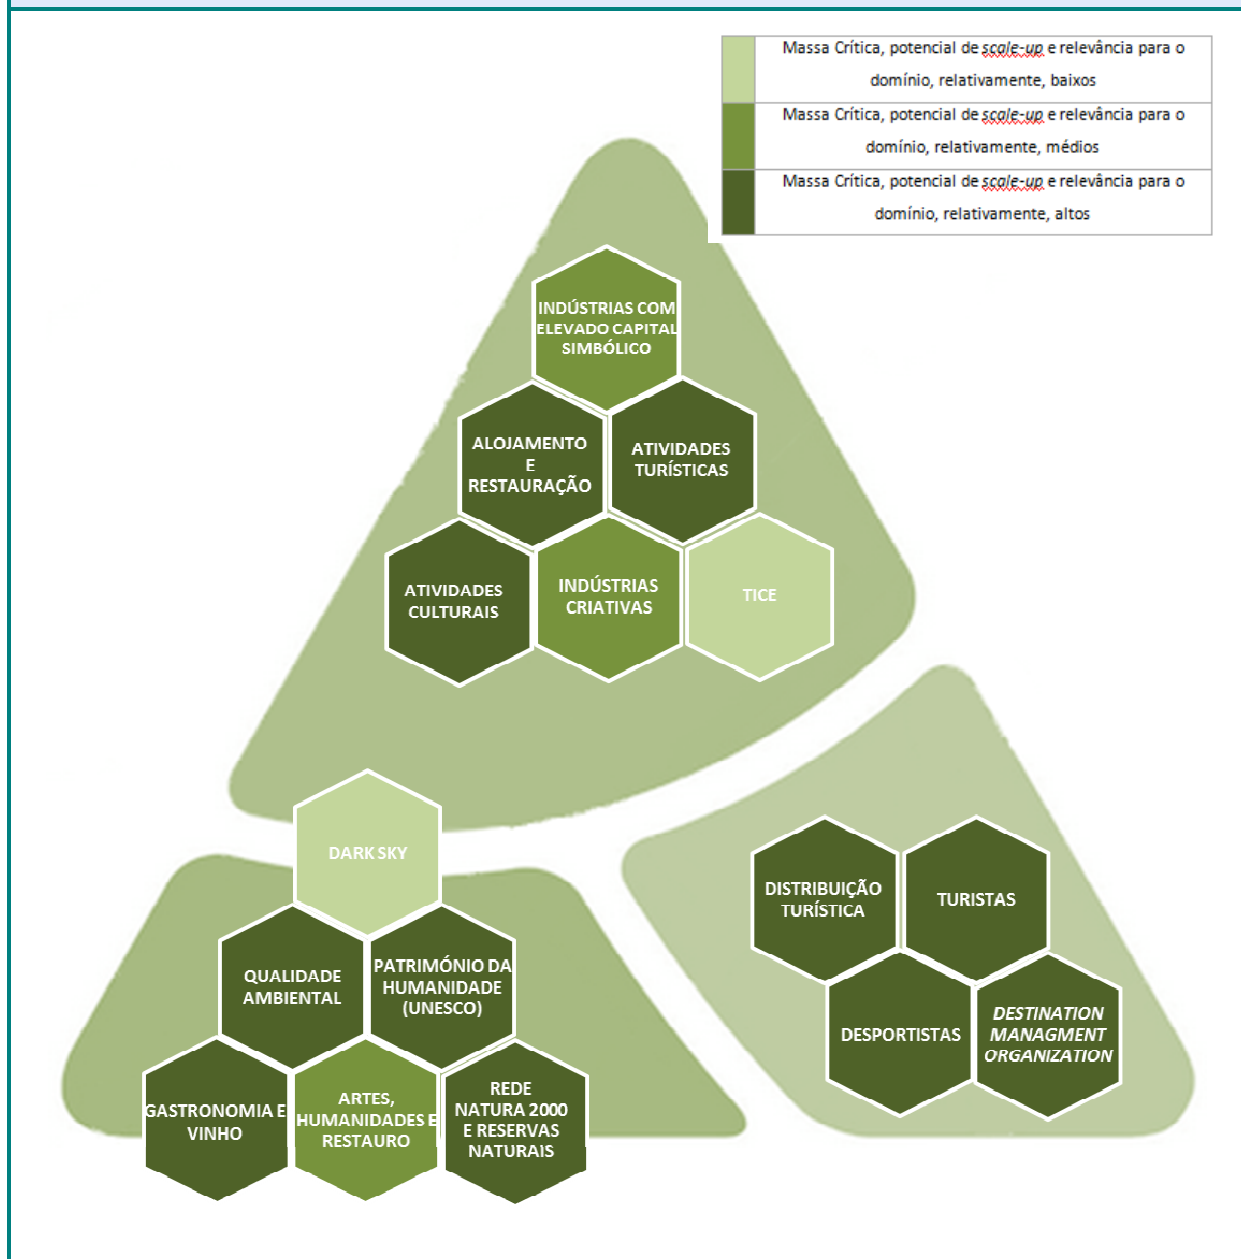 Massa Crítica, potencial de scale-up e relevância para o
domínio, relativamente, baixos
Massa Crítica, potencial de scale-up e relevância para o
domínio, relativamente, médios
Massa Crítica, potencial de scale-up e relevância para o
domínio, relativamente, altos
INDÚSTRIAS COM
ELEVADO CAPITAL
SIMBÓLICO
ALOJAMENTO
E
RESTAURAÇÃO
ATIVIDADES
TURÍSTICAS
ATIVIDADES
CULTURAIS
INDÚSTRIAS
CRIATIVAS
TICE
DARK SKY
QUALIDADE
AMBIENTAL
PATRIMÓNIO DA
HUMANIDADE
(UNESCO)
GASTRONOMIA E
VINHO
ARTES,
HUMANIDADES E
RESTAURO
REDE
NATURA 2000
E RESERVAS
NATURAIS
DISTRIBUIÇÃO
TURÍSTICA
TURISTAS
DESPORTISTAS
DESTINATION
MANAGMENT
ORGANIZATION